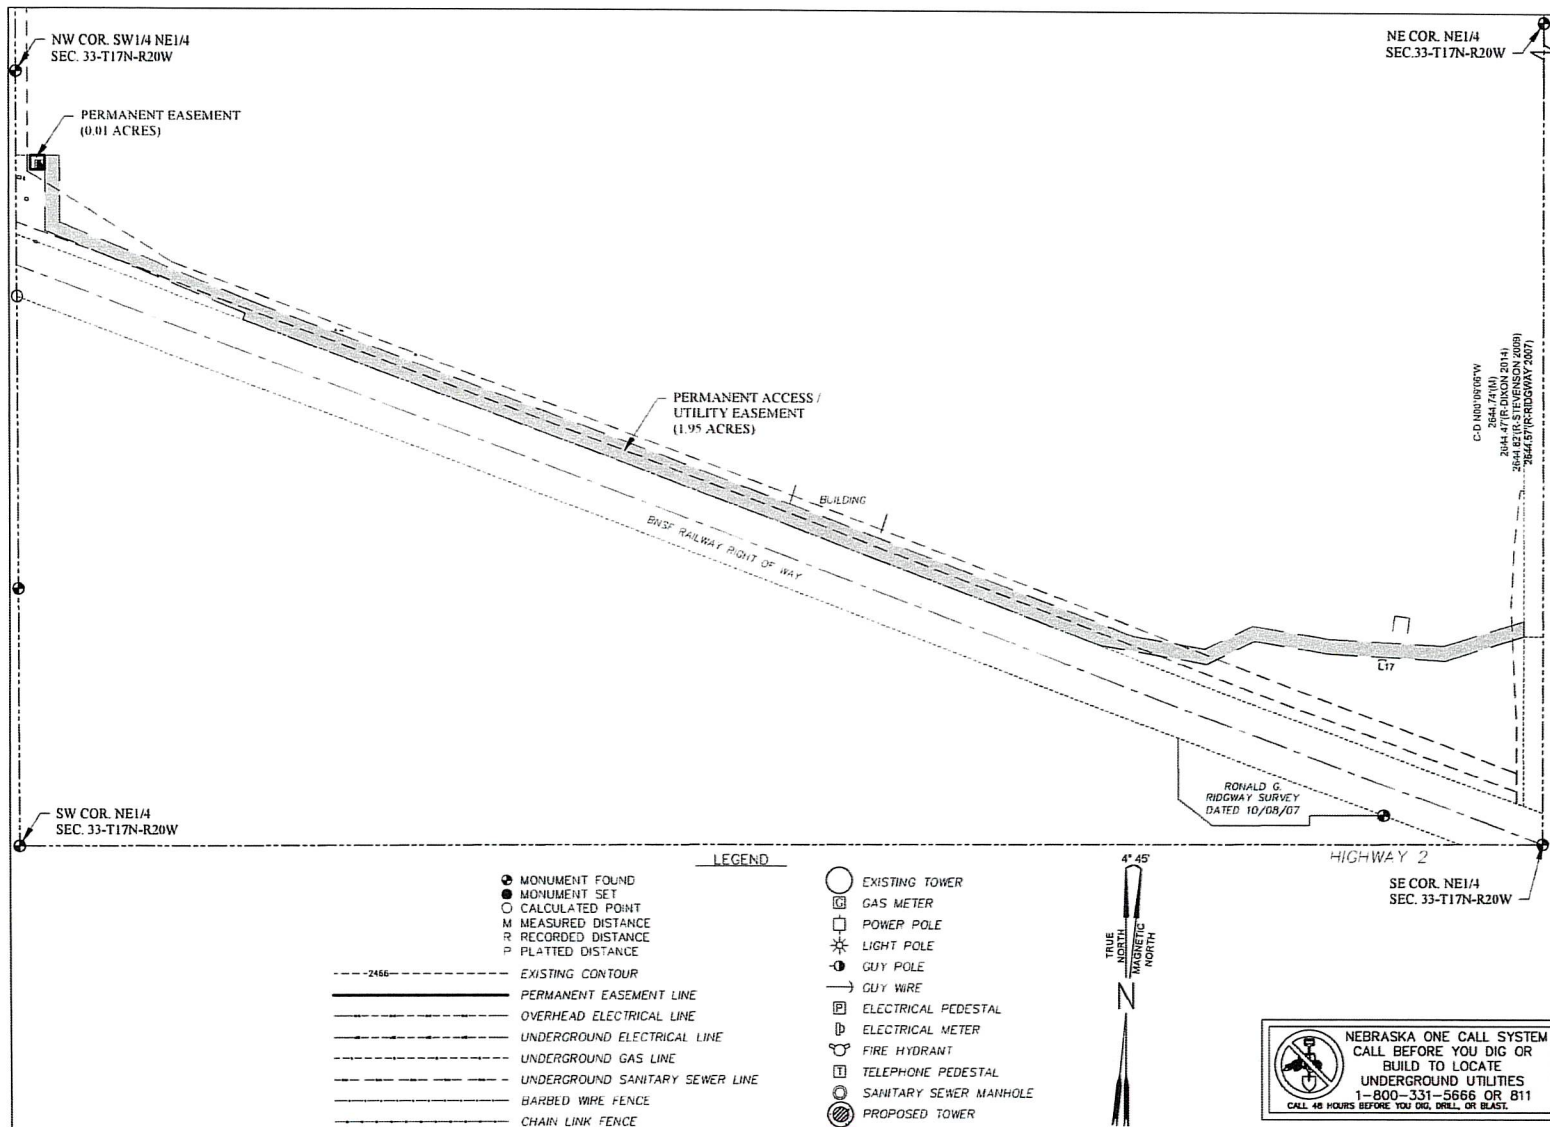 NW COR. SW1/4 NE1/4
SEC. 33-T17N-R20W
NE COR. NE1/4
SEC.33-T17N-R20W
PERMANENT EASEMENT
(0.01 ACRES)
PERMANENT ACCESS /
UTILITY EASEMENT
(1.95 ACRES)
BUILDING
BNSF RAILWAY RIGHT OF WAY
2644.74'(M)
2644.47'(R-DIXON 2014)
2644.82'(R-STEVENSON 2009)
2644.57'(R-RIDGWAY 2007)
L17
RONALD G.
RIDGWAY SURVEY
DATED 10/08/07
SW COR. NE1/4
SEC. 33-T17N-R20W
HIGHWAY 2
SE COR. NE1/4
SEC. 33-T17N-R20W
LEGEND
MONUMENT FOUND
MONUMENT SET
CALCULATED POINT
M MEASURED DISTANCE
R RECORDED DISTANCE
P PLATTED DISTANCE
2466 EXISTING CONTOUR
PERMANENT EASEMENT LINE
OVERHEAD ELECTRICAL LINE
UNDERGROUND ELECTRICAL LINE
UNDERGROUND GAS LINE
UNDERGROUND SANITARY SEWER LINE
BARBED WIRE FENCE
CHAIN LINK FENCE
EXISTING TOWER
G GAS METER
POWER POLE
LIGHT POLE
GUY POLE
GUY WIRE
P ELECTRICAL PEDESTAL
ELECTRICAL METER
FIRE HYDRANT
T TELEPHONE PEDESTAL
SANITARY SEWER MANHOLE
PROPOSED TOWER
4° 45'
TRUE
NORTH
MAGNETIC
NORTH
N
NEBRASKA ONE CALL SYSTEM
CALL BEFORE YOU DIG OR
BUILD TO LOCATE
UNDERGROUND UTILITIES
1-800-331-5666 OR 811
CALL 48 HOURS BEFORE YOU DIG, DRILL, OR BLAST.